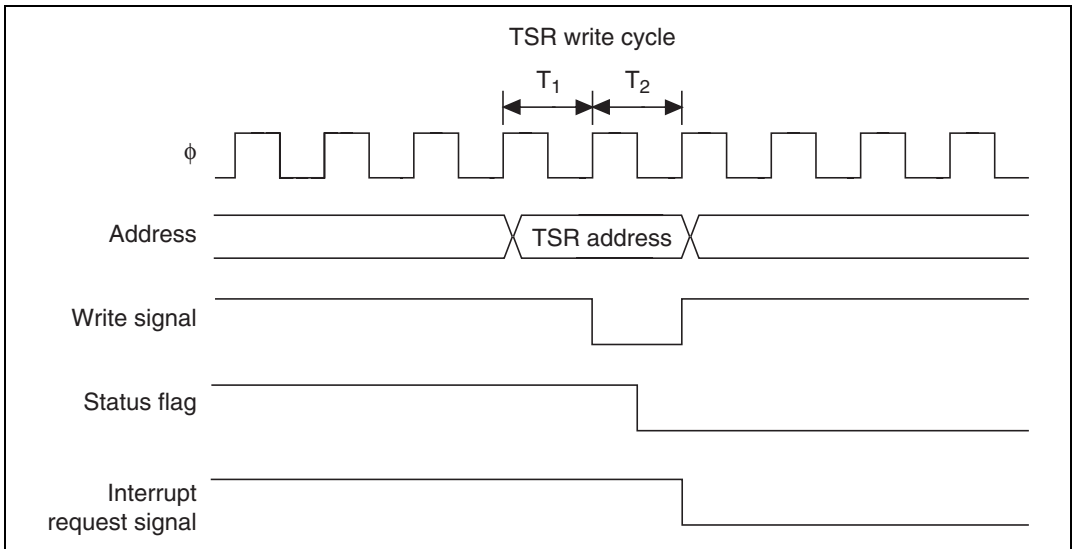 TSR write cycle
T₁ T₂
ϕ
Address
TSR address
Write signal
Status flag
Interrupt
request signal